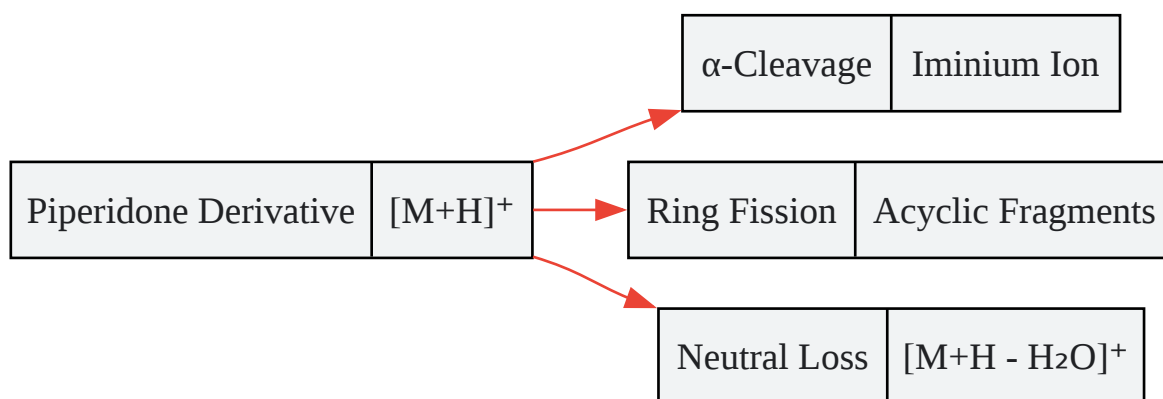 α-Cleavage Iminium Ion
Piperidone Derivative [M+H]⁺ Ring Fission Acyclic Fragments
Neutral Loss [M+H - H₂O]⁺